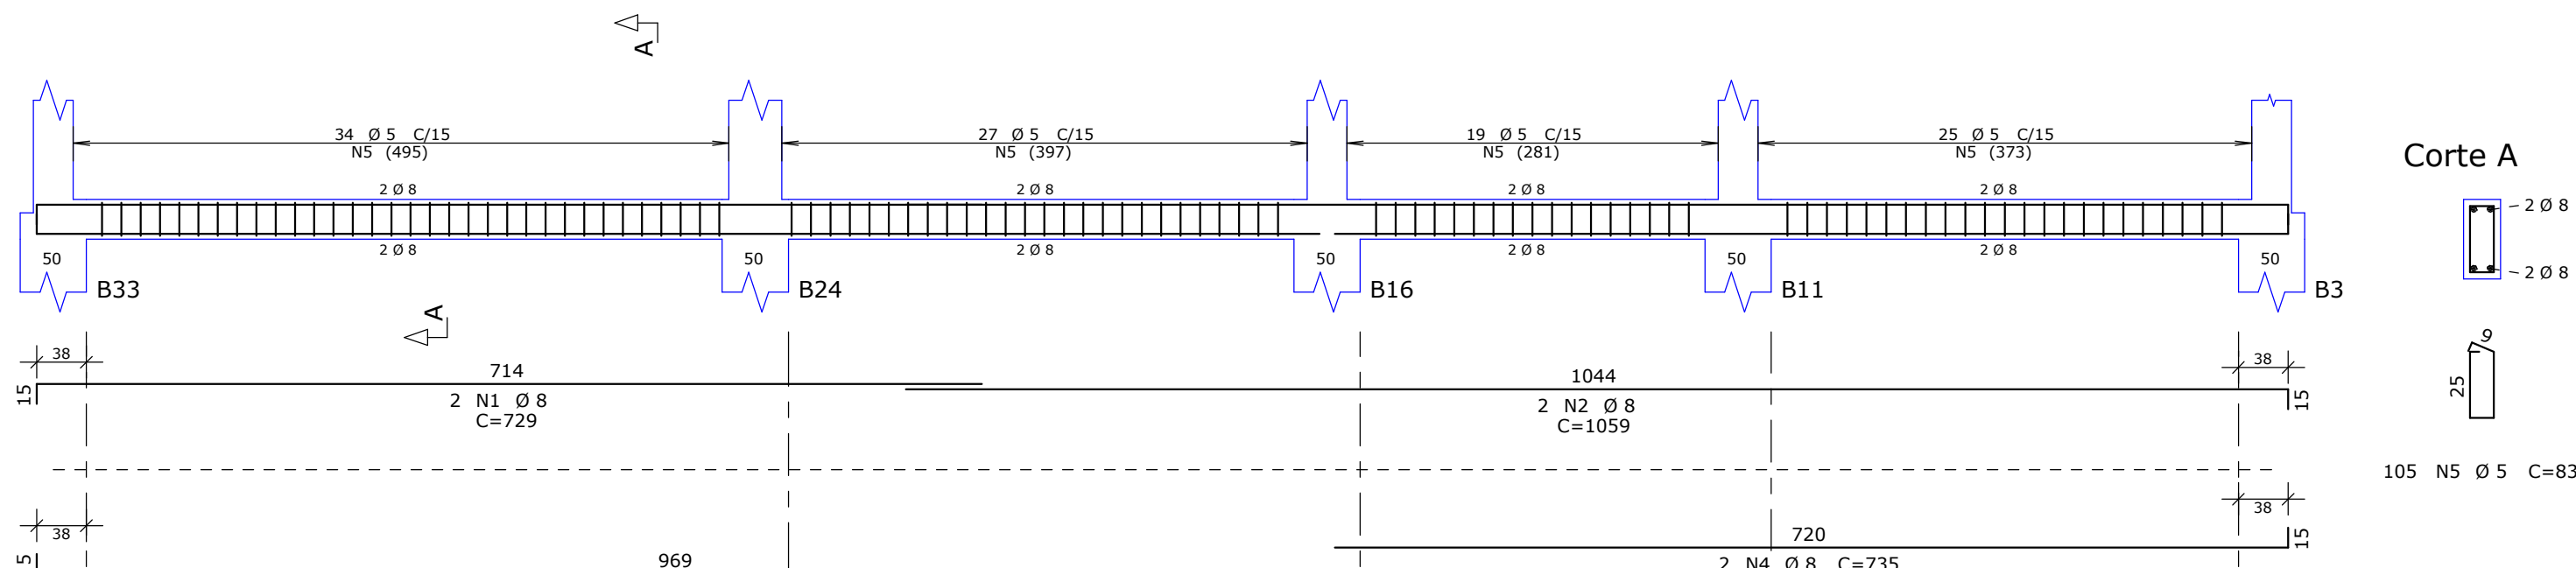 A
34 Ø 5 C/15
N5 (495)
27 Ø 5 C/15
N5 (397)
19 Ø 5 C/15
N5 (281)
25 Ø 5 C/15
N5 (373)
Corte A
2 Ø 8
2 Ø 8
2 Ø 8
2 Ø 8
2 Ø 8
2 Ø 8
2 Ø 8
2 Ø 8
2 Ø 8
2 Ø 8
50
50
50
50
50
B33
B24
B16
B11
B3
A
38
714
15
2 N1 Ø 8
C=729
1044
2 N2 Ø 8
C=1059
38
15
9
25
105 N5 Ø 5 C=83
38
5
969
720
2 N4 Ø 8 C=735
38
15